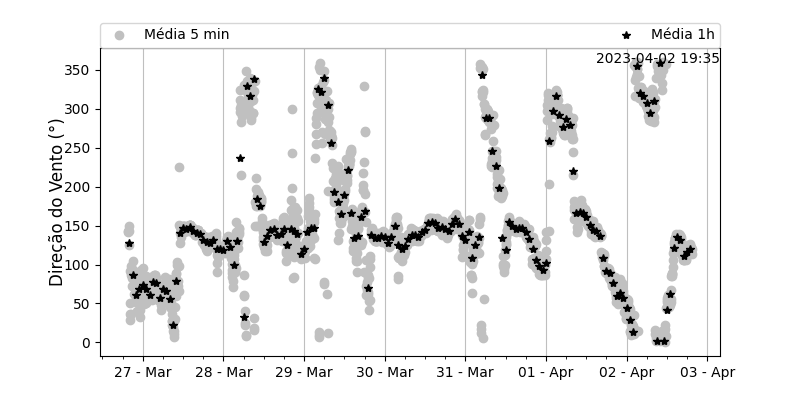 Média 5 min
Média 1h
2023-04-02 19:35
Direção do Vento (°)
350
300
250
200
150
100
50
0
27 - Mar
28 - Mar
29 - Mar
30 - Mar
31 - Mar
01 - Apr
02 - Apr
03 - Apr